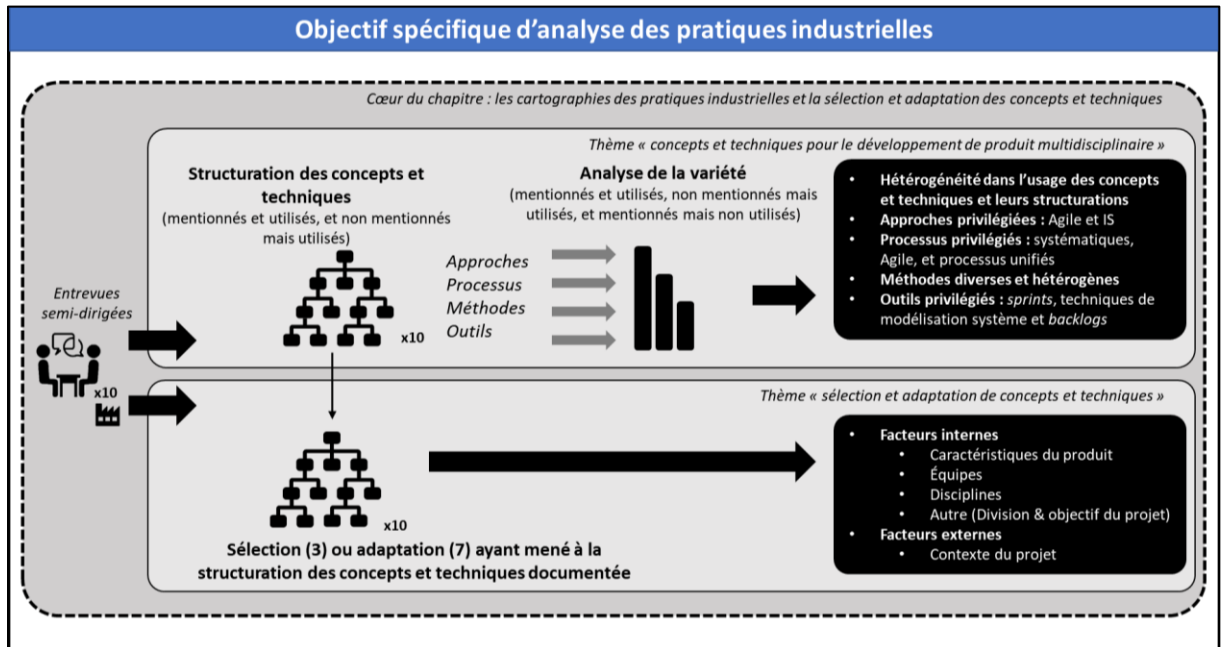 Objectif spécifique d'analyse des pratiques industrielles
Cœur du chapitre : les cartographies des pratiques industrielles et la sélection et adaptation des concepts et techniques
Thème « concepts et techniques pour le développement de produit multidisciplinaire »
Structuration des concepts et
techniques
(mentionnés et utilisés, et non mentionnés
mais utilisés)
x10
Analyse de la variété
(mentionnés et utilisés, non mentionnés mais
utilisés, et mentionnés mais non utilisés)
Approches
Processus
Méthodes
Outils
• Hétérogénéité dans l'usage des concepts
et techniques et leurs structurations
• Approches privilégiées : Agile et IS
• Processus privilégiés : systématiques,
Agile, et processus unifiés
• Méthodes diverses et hétérogènes
• Outils privilégiés : sprints, techniques de
modélisation système et backlogs
Entrevues
semi-dirigées
x10
Thème « sélection et adaptation de concepts et techniques »
x10
Sélection (3) ou adaptation (7) ayant mené à la
structuration des concepts et techniques documentée
• Facteurs internes
• Caractéristiques du produit
• Équipes
• Disciplines
• Autre (Division & objectif du projet)
• Facteurs externes
• Contexte du projet